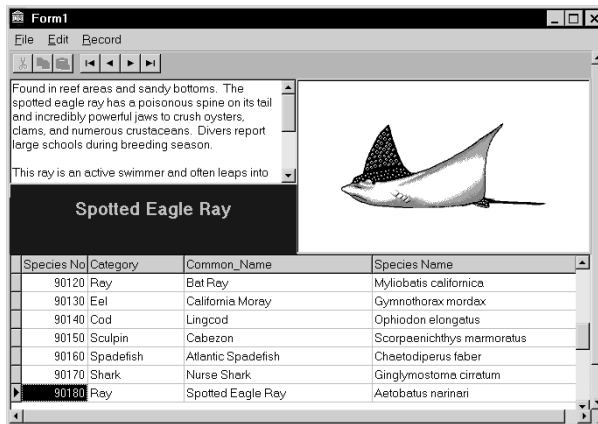 Form1
File Edit Record
Found in reef areas and sandy bottoms. The
spotted eagle ray has a poisonous spine on its tail
and incredibly powerful jaws to crush oysters,
clams, and numerous crustaceans. Divers report
large schools during breeding season.
This ray is an active swimmer and often leaps into
Spotted Eagle Ray
Species No Category Common_Name Species Name
90120 Ray Bat Ray Myliobatis californica
90130 Eel California Moray Gymnothorax mordax
90140 Cod Lingcod Ophiodon elongatus
90150 Sculpin Cabezon Scorpaenichthys marmoratus
90160 Spadefish Atlantic Spadefish Chaetodiperus faber
90170 Shark Nurse Shark Ginglymostoma cirratum
90180 Ray Spotted Eagle Ray Aetobatus narinari